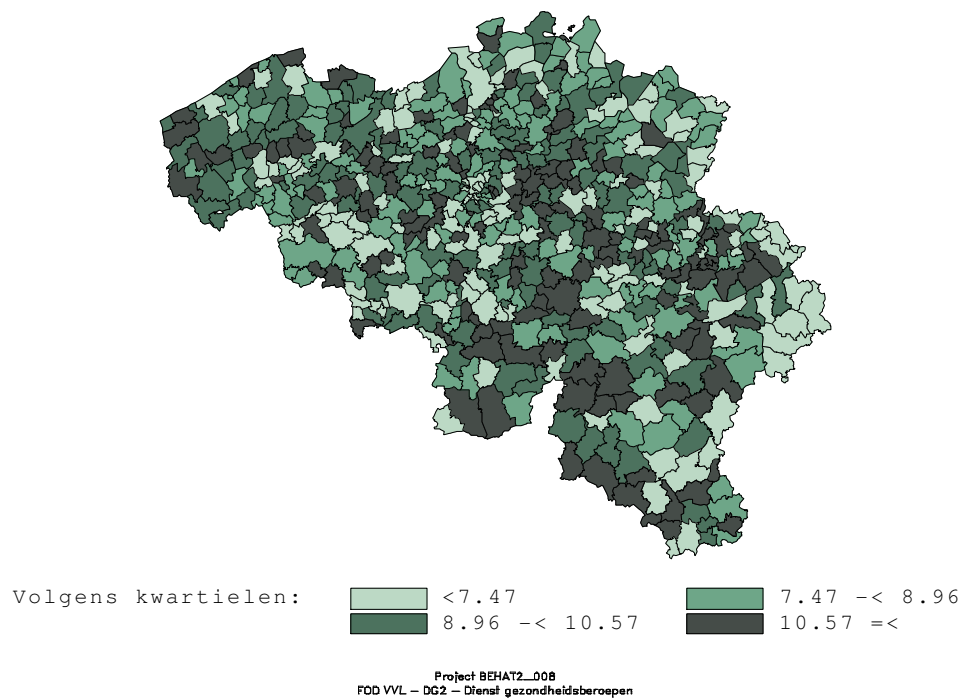 Volgens kwartielen: <7.47 7.47 -< 8.96
8.96 -< 10.57 10.57 =<
Project BEHAT2_008
FOD VVL - DG2 - Dienst gezondheidsberoepen